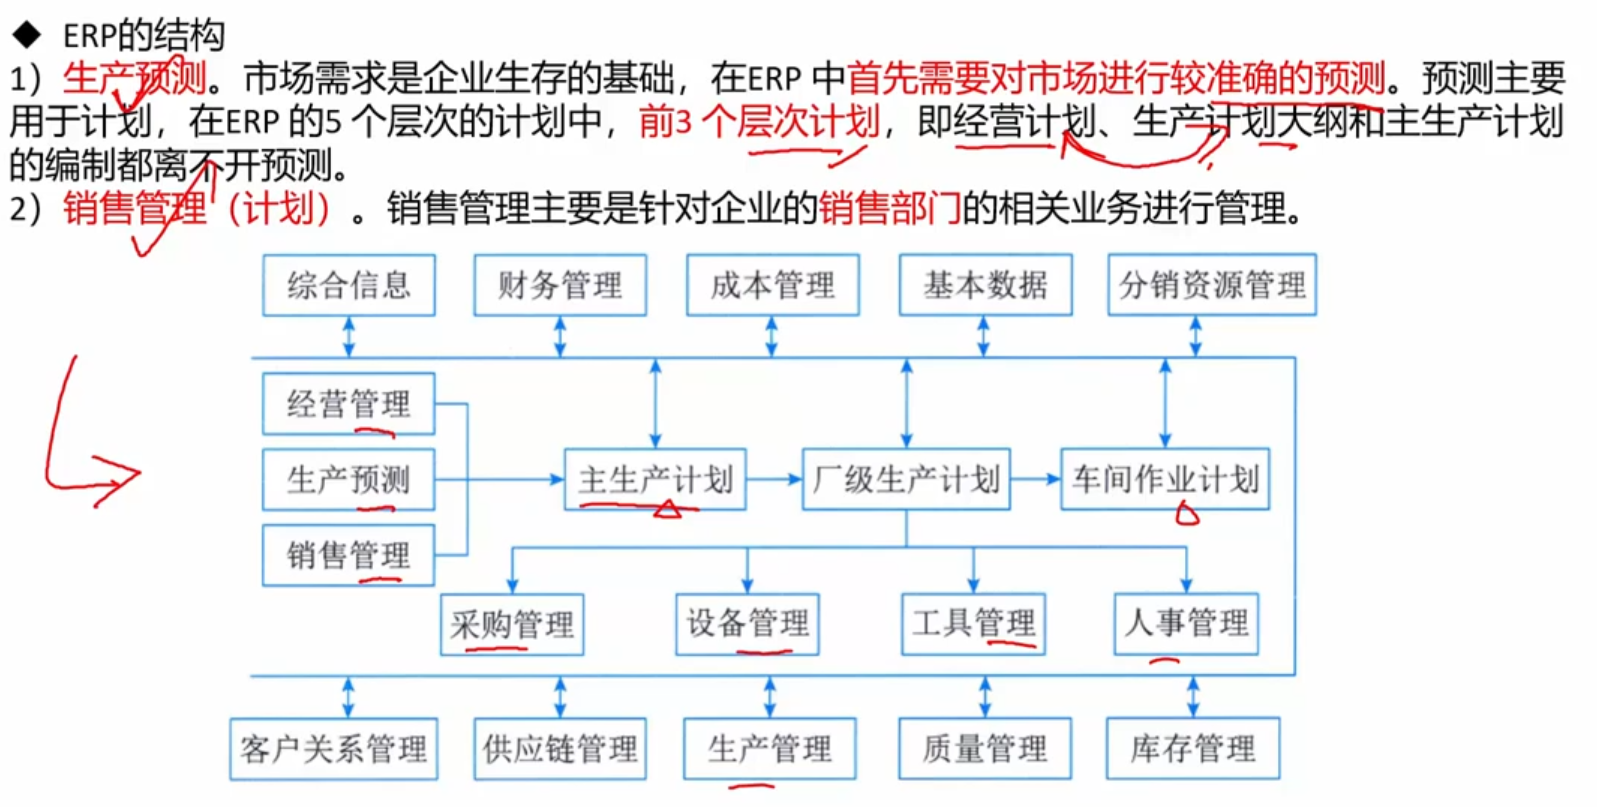 ◆ ERP的结构
1）生产预测。市场需求是企业生存的基础，在ERP 中首先需要对市场进行较准确的预测。预测主要
用于计划，在ERP 的5 个层次的计划中，前3 个层次计划，即经营计划、生产计划大纲和主生产计划
的编制都离不开预测。
2）销售管理（计划）。销售管理主要是针对企业的销售部门的相关业务进行管理。
综合信息 财务管理 成本管理 基本数据 分销资源管理
经营管理
生产预测 主生产计划 厂级生产计划 车间作业计划
销售管理
采购管理 设备管理 工具管理 人事管理
客户关系管理 供应链管理 生产管理 质量管理 库存管理